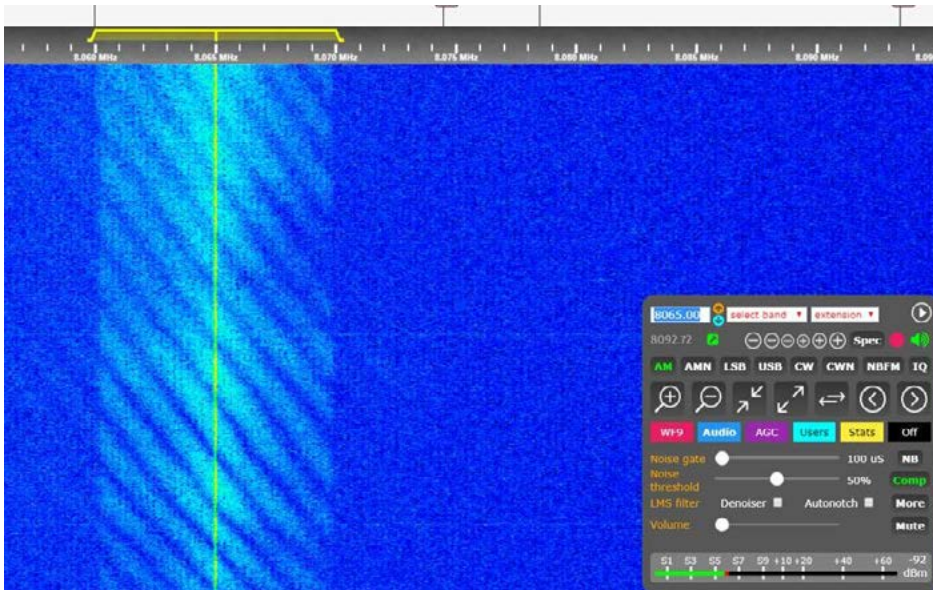 8.060 MHz 8.065 MHz 8.070 MHz 8.075 MHz 8.080 MHz 8.085 MHz 8.090 MHz 8.09
8065.00 select band extension
8092.72 Spec
AM AMN LSB USB CW CWN NBFM IQ
WF9 Audio AGC Users Stats Off
Noise gate 100 uS NB
Noise threshold 50% Comp
LMS filter Denoiser Autonotch More
Volume Mute
S1 S3 S5 S7 S9 +10 +20 +40 +60 -92
dBm